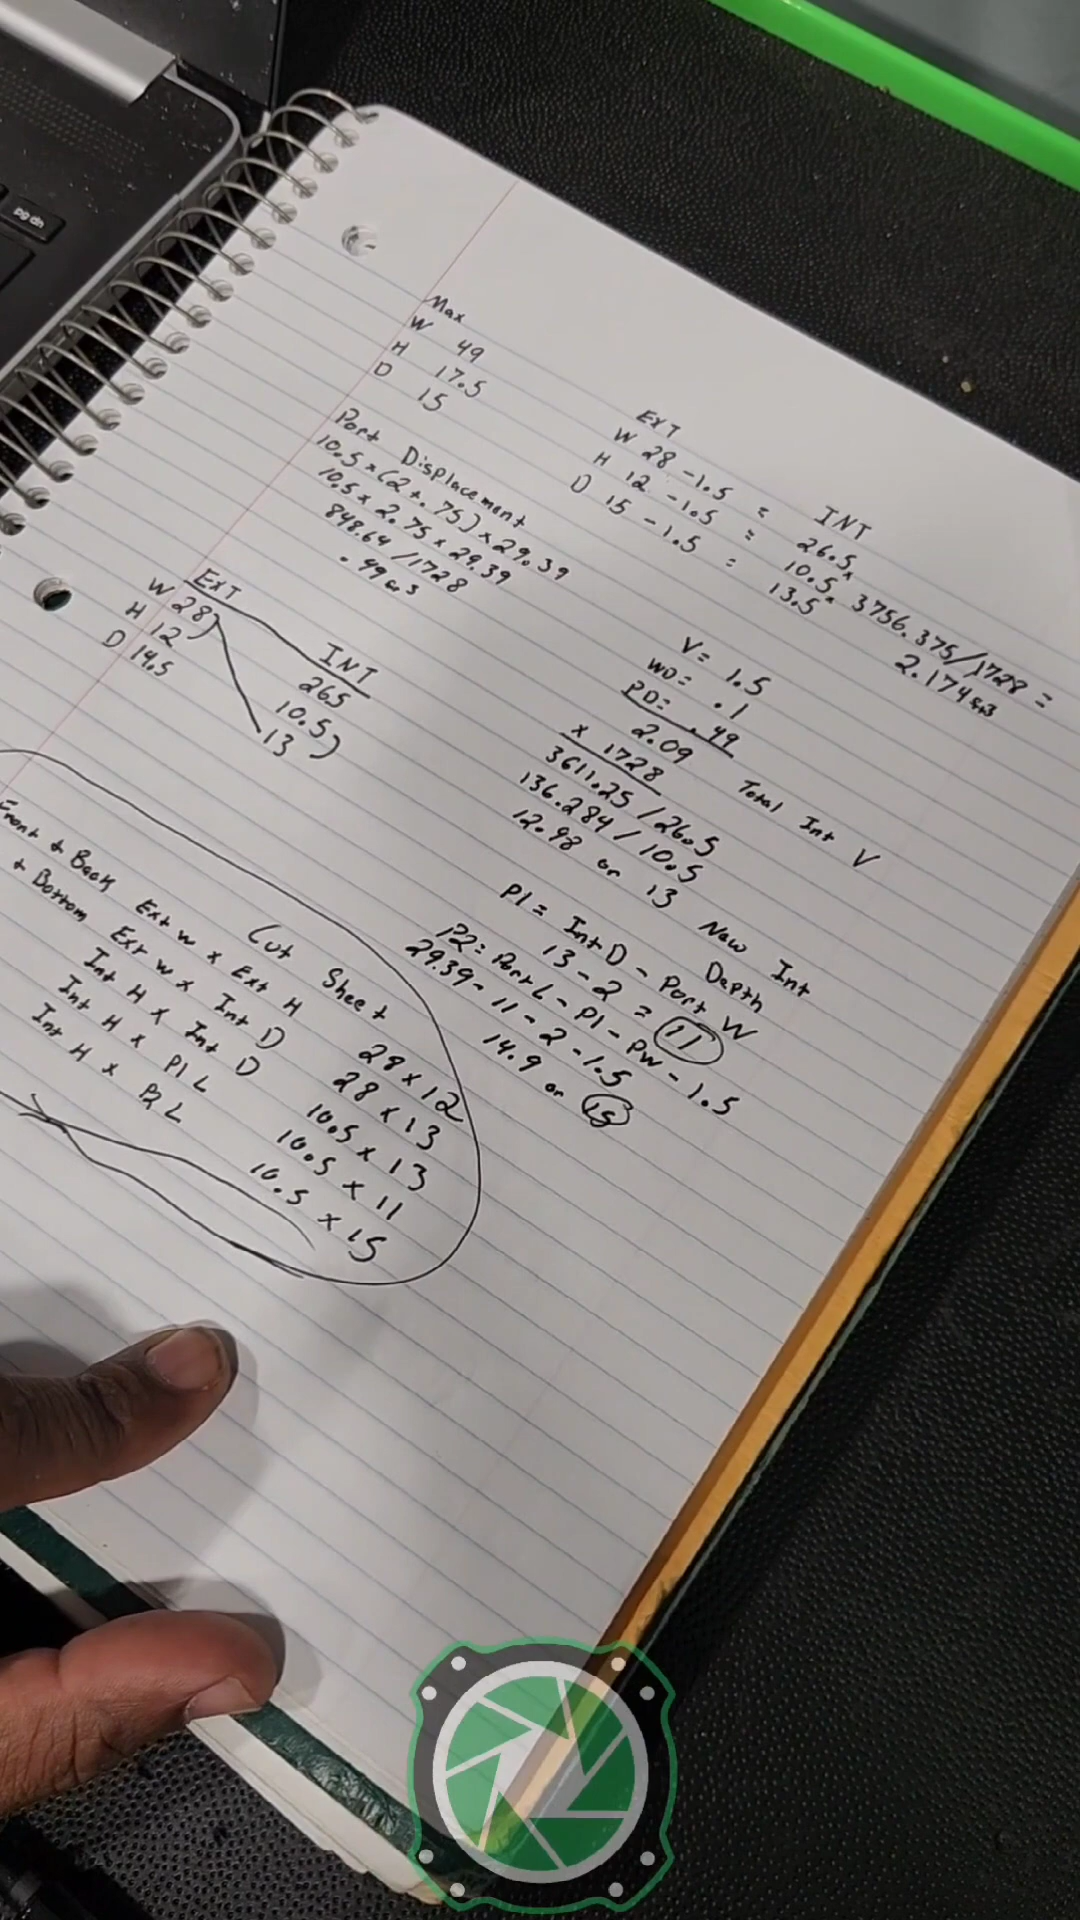 pg dn
Max
W 49
H 17.5
D 15
Port Displacement
10.5 x (2 + .75) x 29.39
10.5 x 2.75 x 29.39
848.64 / 1728
.49 cu3
EXT INT
W 28 - 1.5 = 26.5 x
H 12 - 1.5 = 10.5 x 3756.375/1728 =
D 15 - 1.5 = 13.5 2.174 cu3
EXT INT
W 28 26.5
H 12 10.5
D 14.5 13
V= 1.5
WD= .1
PD= .49
2.09 Total Int V
x 1728
3611.25 / 26.5
136.284 / 10.5
12.98 or 13 New Int Depth
P1 = Int D - Port W
13 - 2 = 11
P2 = Port L - P1 - PW - 1.5
29.39 - 11 - 2 - 1.5
14.9 or 15
Cut Sheet
Front + Back Ext W x Ext H 28 x 12
+ Bottom Ext W x Int D 28 x 13
Int H x Int D 10.5 x 13
Int H x P1 L 10.5 x 11
Int H x P2 L 10.5 x 15